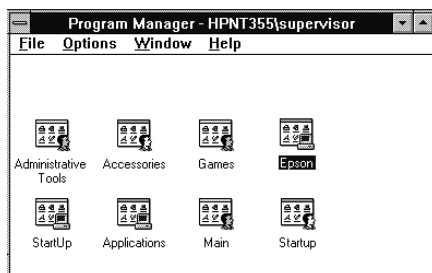 Program Manager - HPNT355\supervisor
File Options Window Help
Administrative Tools
Accessories
Games
Epson
StartUp
Applications
Main
Startup